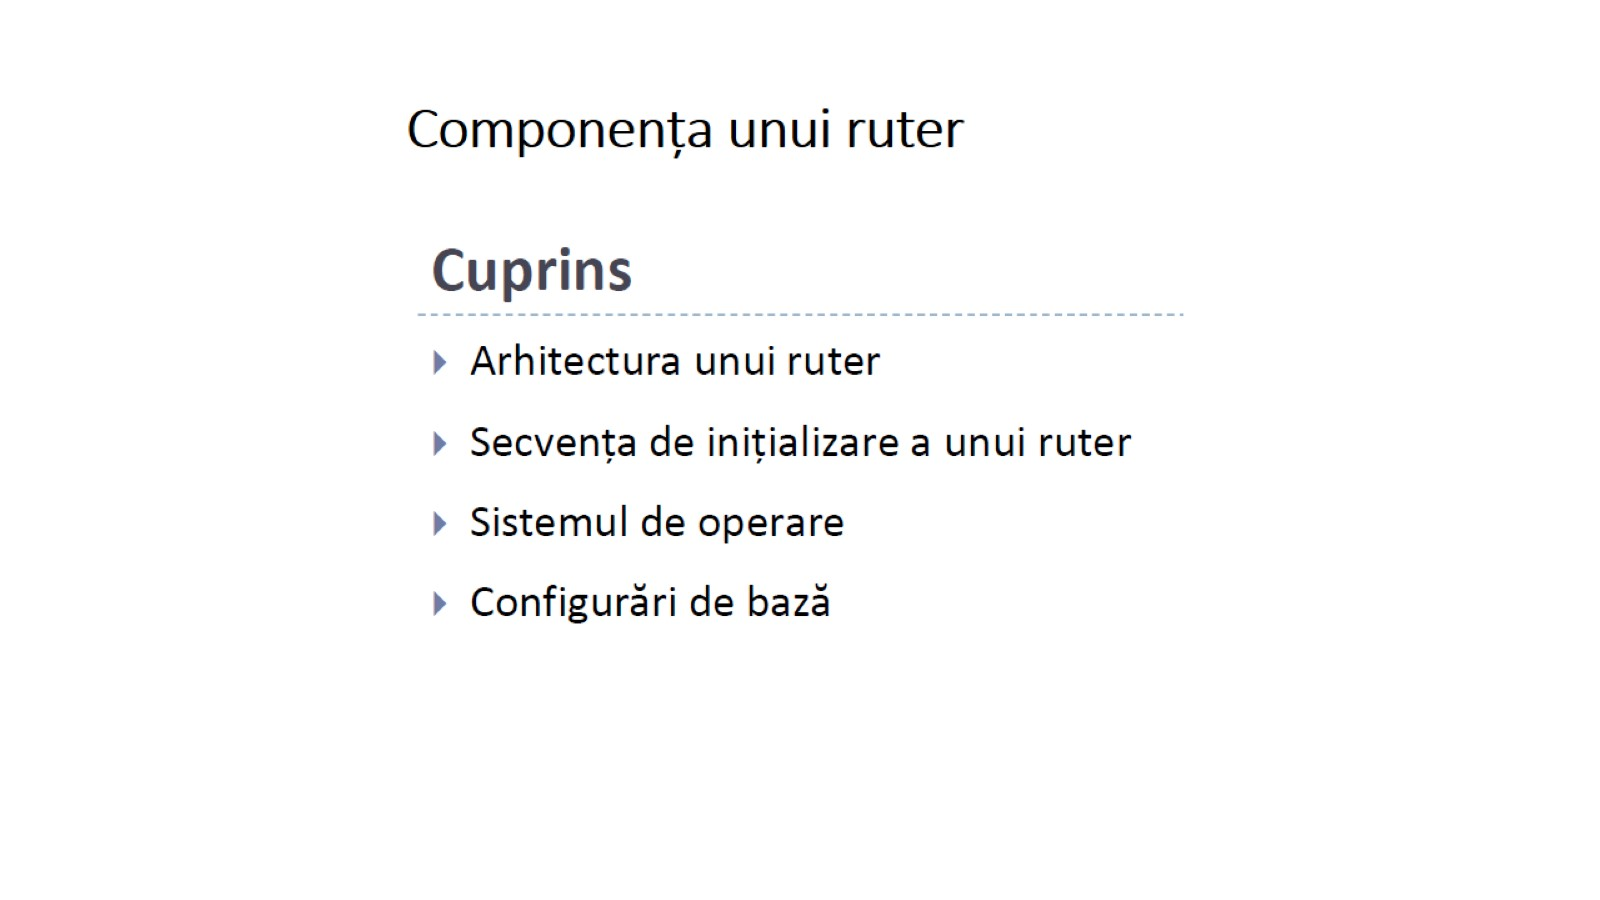 Componența unui ruter
Cuprins
Arhitectura unui ruter
Secvența de inițializare a unui ruter
Sistemul de operare
Configurări de bază